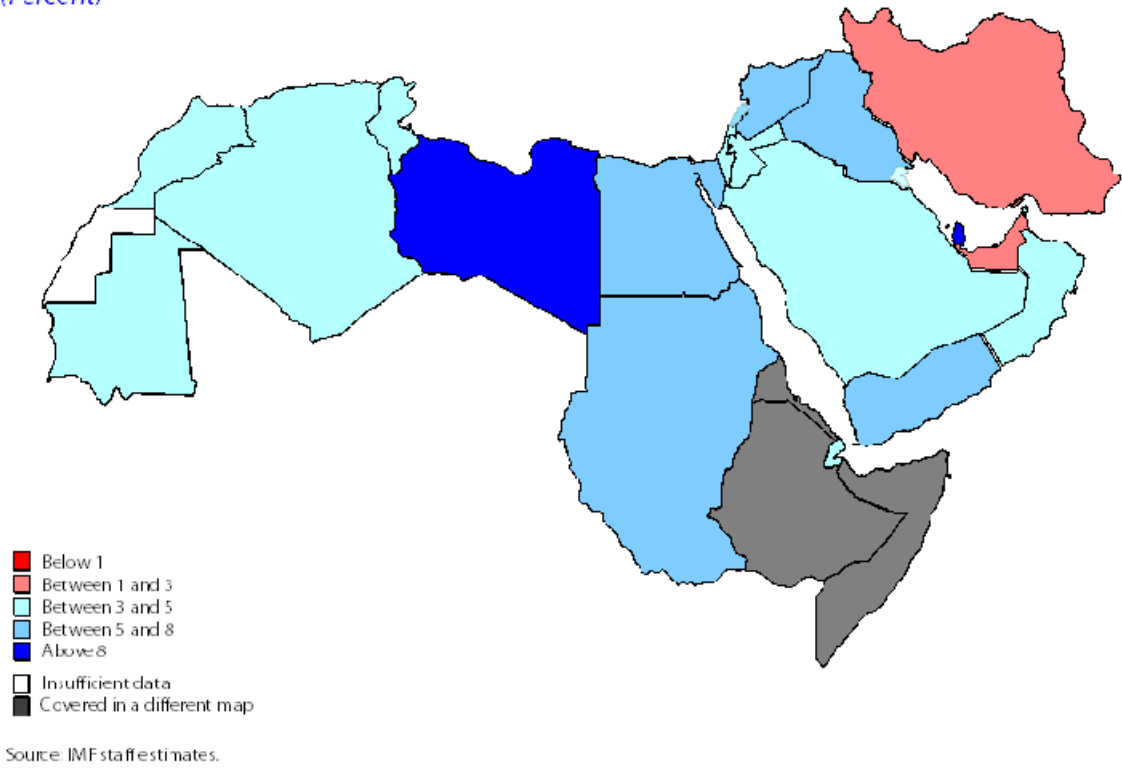 (Percent)
Below 1
Between 1 and 3
Between 3 and 5
Between 5 and 8
Above 8
Insufficient data
Covered in a different map
Source: IMF staff estimates.